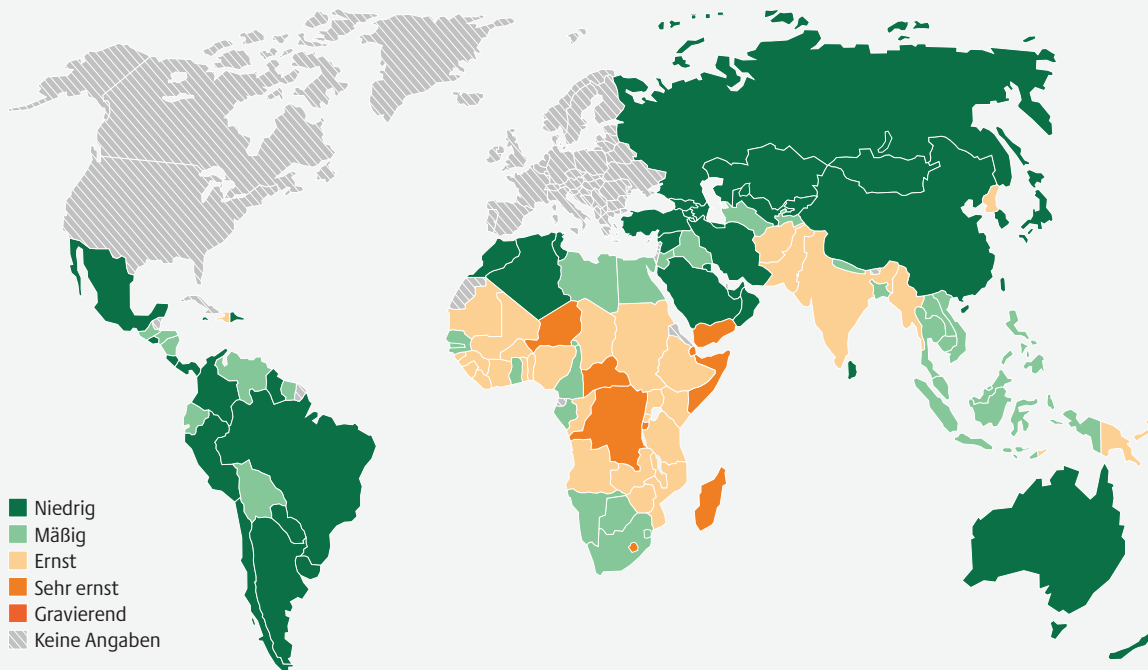 Niedrig
Mäßig
Ernst
Sehr ernst
Gravierend
Keine Angaben